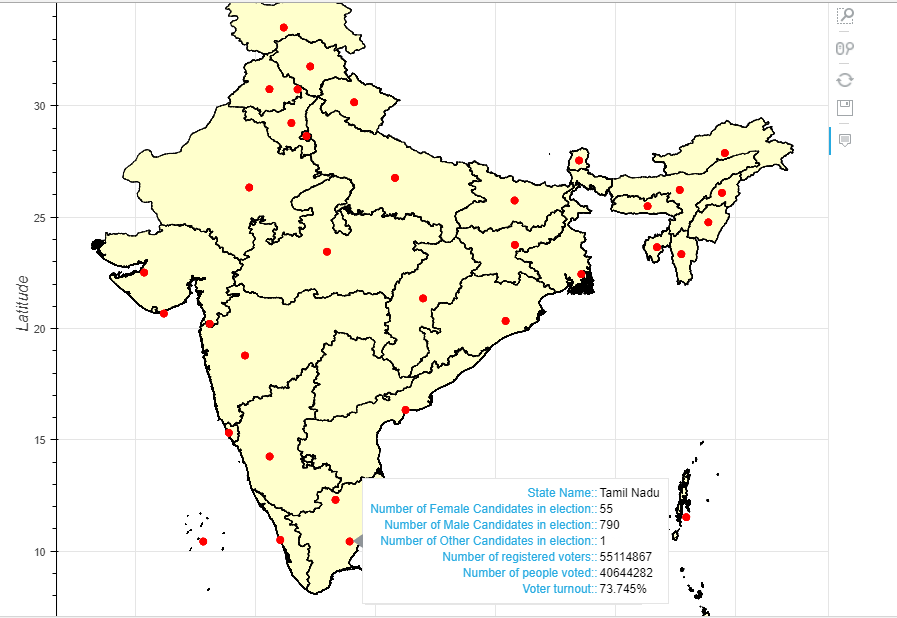 30
25
Latitude
20
15
State Name:: Tamil Nadu
Number of Female Candidates in election:: 55
Number of Male Candidates in election:: 790
Number of Other Candidates in election:: 1
Number of registered voters:: 55114867
Number of people voted:: 40644282
Voter turnout:: 73.745%
10